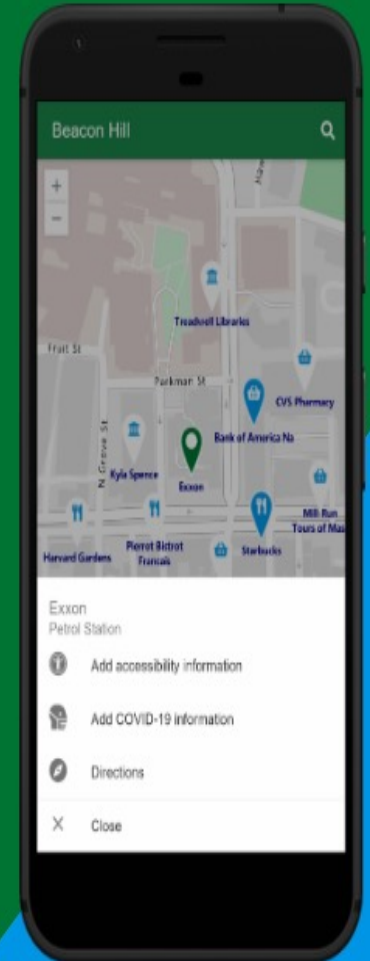 Beacon Hill
+
−
Treadwell Libraries
Fruit St
Parkman St
CVS Pharmacy
Bank of America Na
N Grove St
Kyla Spence
Exxon
Mill Run
Tours of Mas
Harvard Gardens
Pierrot Bistrot
Francais
Starbucks
Exxon
Petrol Station
Add accessibility information
Add COVID-19 information
Directions
Close